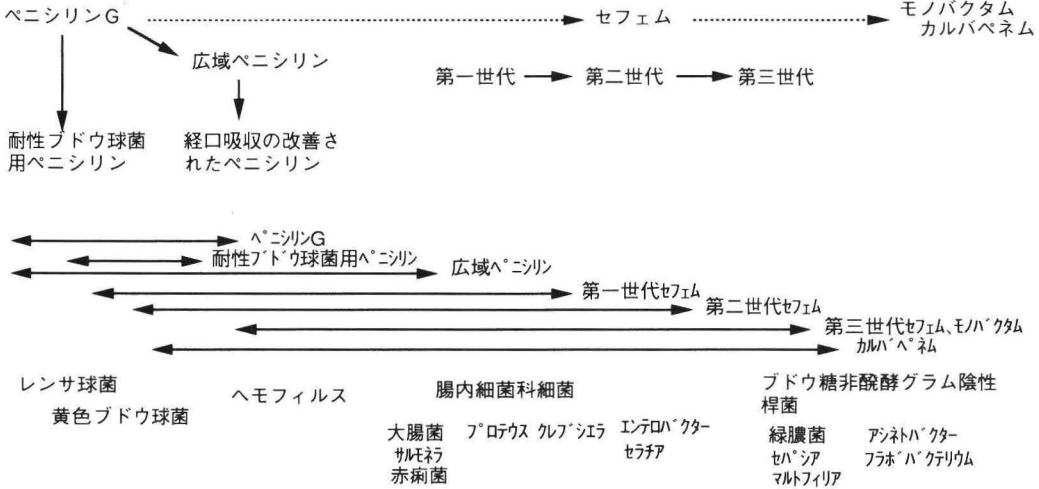 ペニシリンG
セフェム
モノバクタム
カルバペネム
広域ペニシリン
第一世代
第二世代
第三世代
耐性ブドウ球菌
用ペニシリン
経口吸収の改善さ
れたペニシリン
ペニシリンG
耐性ブドウ球菌用ペニシリン
広域ペニシリン
第一世代セフェム
第二世代セフェム
第三世代セフェム、モノバクタム
カルバペネム
レンサ球菌
黄色ブドウ球菌
ヘモフィルス
腸内細菌科細菌
ブドウ糖非醗酵グラム陰性
桿菌
大腸菌
サルモネラ
赤痢菌
プロテウス クレブシエラ
エンテロバクター
セラチア
緑膿菌
セパシア
マルトフィリア
アシネトバクター
フラボバクテリウム